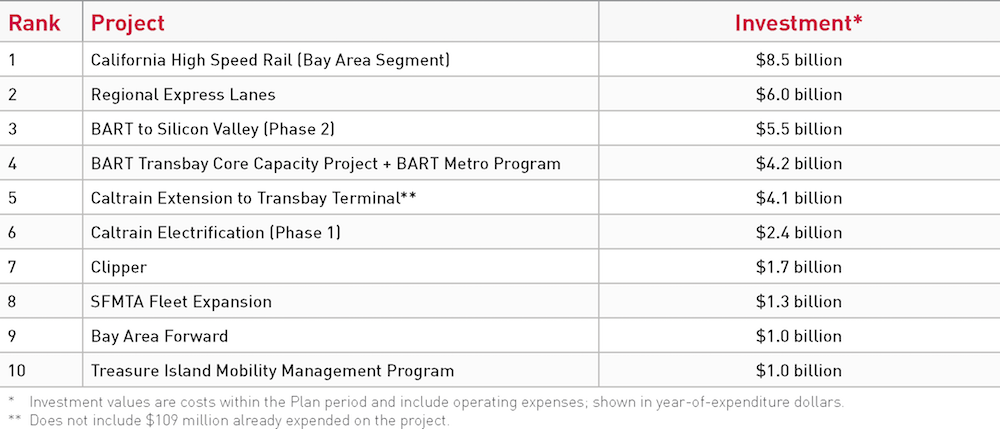 Rank Project Investment*
1 California High Speed Rail (Bay Area Segment) $8.5 billion
2 Regional Express Lanes $6.0 billion
3 BART to Silicon Valley (Phase 2) $5.5 billion
4 BART Transbay Core Capacity Project + BART Metro Program $4.2 billion
5 Caltrain Extension to Transbay Terminal** $4.1 billion
6 Caltrain Electrification (Phase 1) $2.4 billion
7 Clipper $1.7 billion
8 SFMTA Fleet Expansion $1.3 billion
9 Bay Area Forward $1.0 billion
10 Treasure Island Mobility Management Program $1.0 billion
* Investment values are costs within the Plan period and include operating expenses; shown in year-of-expenditure dollars.
** Does not include $109 million already expended on the project.